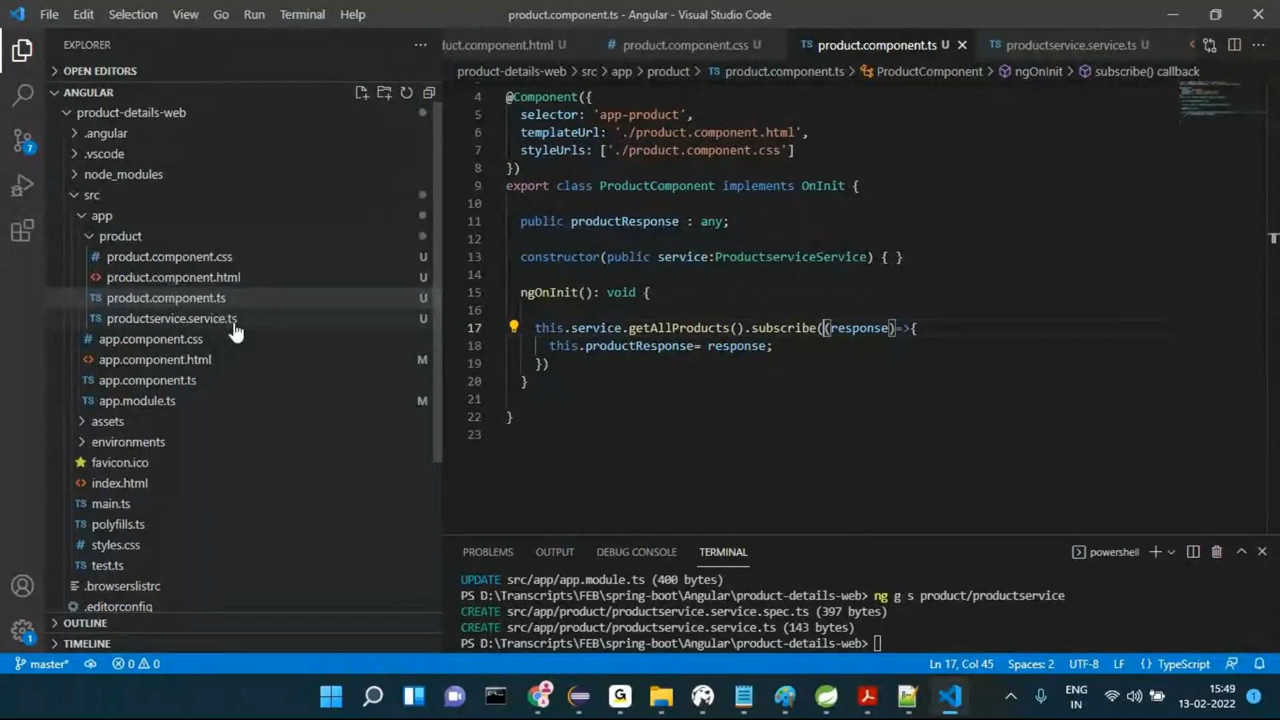 File Edit Selection View Go Run Terminal Help product.component.ts - Angular - Visual Studio Code
EXPLORER
OPEN EDITORS
ANGULAR
product-details-web
.angular
.vscode
node_modules
src
app
product
product.component.css U
product.component.html U
product.component.ts U
productservice.service.ts U
app.component.css
app.component.html M
app.component.ts
app.module.ts M
assets
environments
favicon.ico
index.html
main.ts
polyfills.ts
styles.css
test.ts
.browserslistrc
.editorconfig
OUTLINE
TIMELINE
7
1
duct.component.html U product.component.css U product.component.ts U productservice.service.ts U
product-details-web > src > app > product > product.component.ts > ProductComponent > ngOnInit > subscribe() callback
4 @Component({
5 selector: 'app-product',
6 templateUrl: './product.component.html',
7 styleUrls: ['./product.component.css']
8 })
9 export class ProductComponent implements OnInit {
10
11 public productResponse : any;
12
13 constructor(public service:ProductserviceService) { }
14
15 ngOnInit(): void {
16
17 this.service.getAllProducts().subscribe((response)=>{
18 this.productResponse= response;
19 })
20 }
21
22 }
23
PROBLEMS OUTPUT DEBUG CONSOLE TERMINAL powershell
UPDATE src/app/app.module.ts (400 bytes)
PS D:\Transcripts\FEB\spring-boot\Angular\product-details-web> ng g s product/productservice
CREATE src/app/product/productservice.service.spec.ts (397 bytes)
CREATE src/app/product/productservice.service.ts (143 bytes)
PS D:\Transcripts\FEB\spring-boot\Angular\product-details-web>
master* 0 0 Ln 17, Col 45 Spaces: 2 UTF-8 LF {} TypeScript
ENG 15:49
IN 13-02-2022